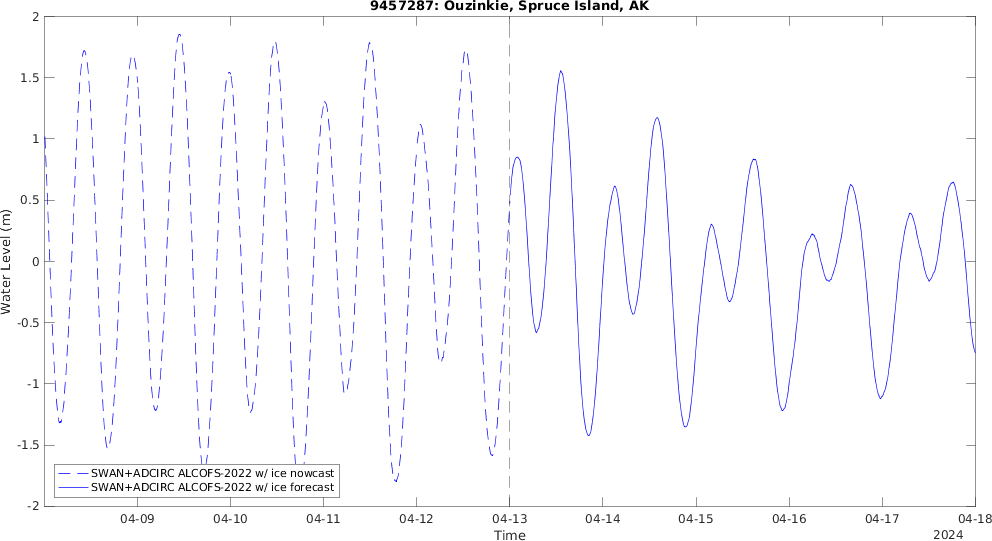 9457287: Ouzinkie, Spruce Island, AK
2
1.5
1
0.5
0
-0.5
-1
-1.5
-2
Water Level (m)
SWAN+ADCIRC ALCOFS-2022 w/ ice nowcast
SWAN+ADCIRC ALCOFS-2022 w/ ice forecast
04-09 04-10 04-11 04-12 04-13 04-14 04-15 04-16 04-17 04-18
Time
2024